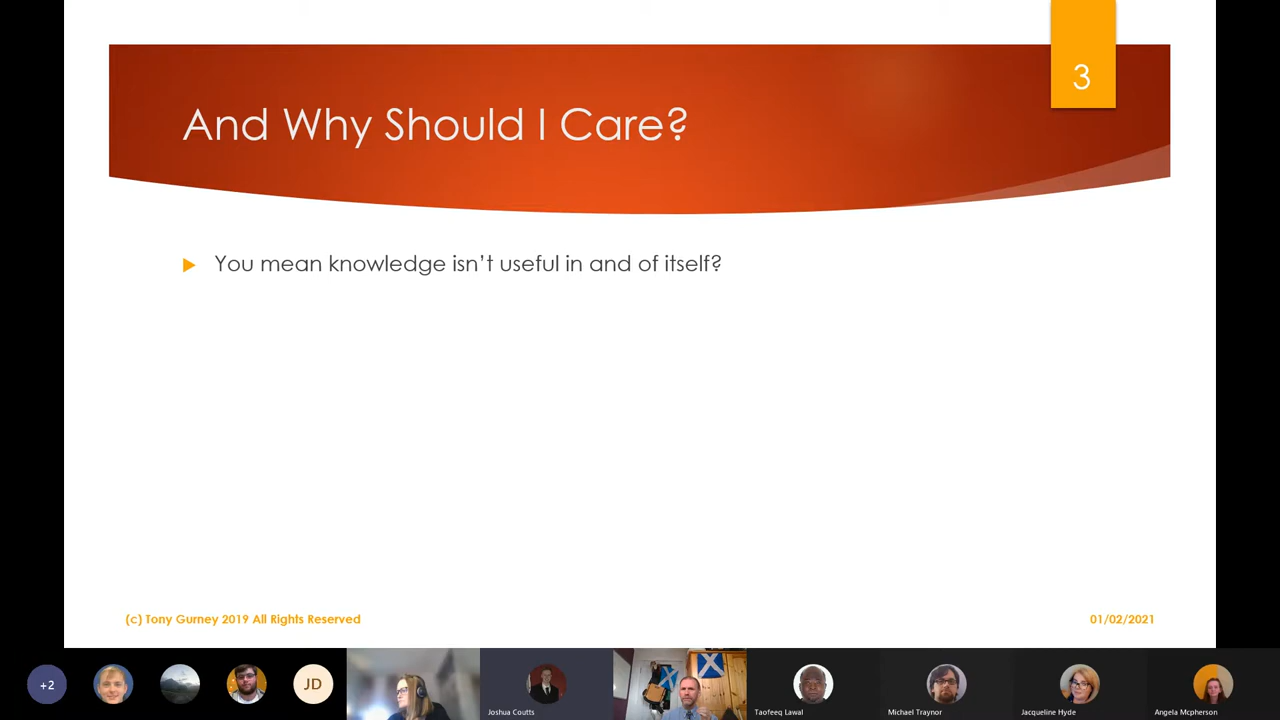 3
And Why Should I Care?
You mean knowledge isn't useful in and of itself?
(c) Tony Gurney 2019 All Rights Reserved
01/02/2021
+2
JD
Joshua Coutts
Taofeeq Lawal
Michael Traynor
Jacqueline Hyde
Angela Mcpherson